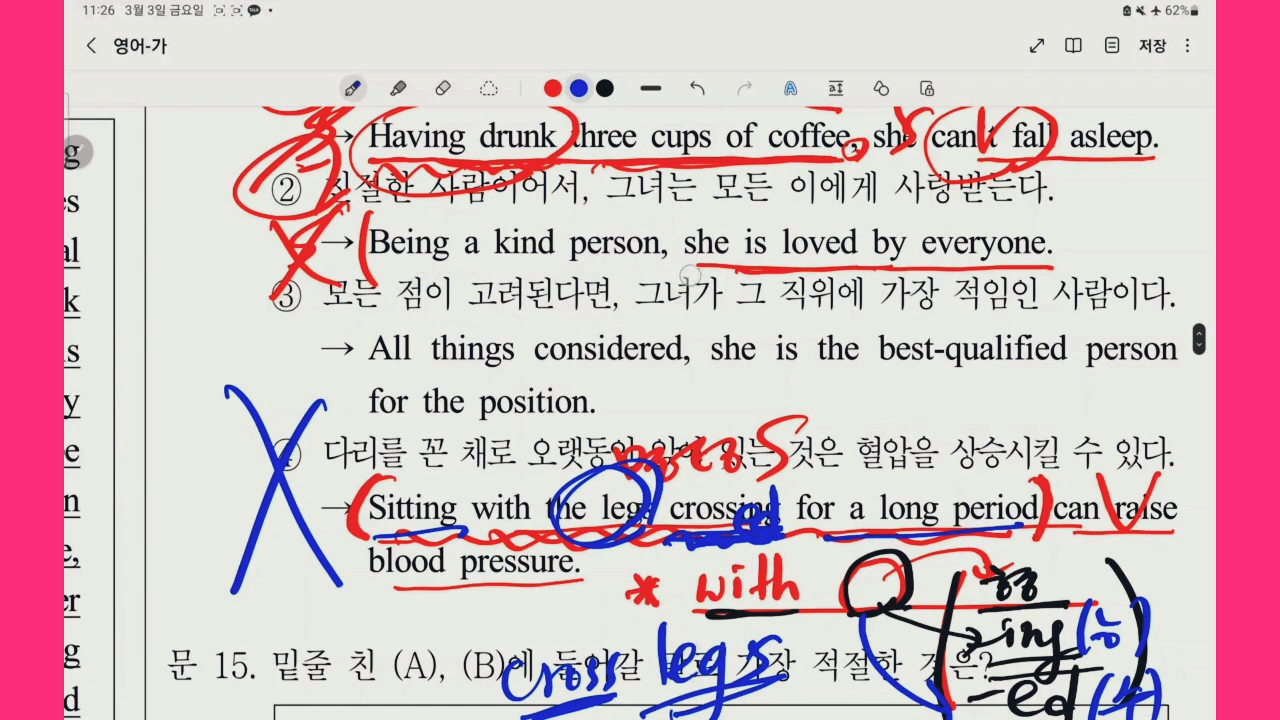 11:26 3월 3일 금요일 62%
영어-가 저장
→ Having drunk three cups of coffee, she can't fall asleep.
② 친절한 사람이어서, 그녀는 모든 이에게 사랑받는다.
→ Being a kind person, she is loved by everyone.
③ 모든 점이 고려된다면, 그녀가 그 직위에 가장 적임인 사람이다.
→ All things considered, she is the best-qualified person
for the position.
④ 다리를 꼰 채로 오랫동안 앉아 있는 것은 혈압을 상승시킬 수 있다.
S
→ Sitting with the legs crossing for a long period can raise
ed V
blood pressure.
* with 형
ing (능)
cross legs
-ed (수)
문 15. 밑줄 친 (A), (B)에 들어갈 말로 가장 적절한 것은?
g
es
al
k
s
y
e
n
e,
er
g
d